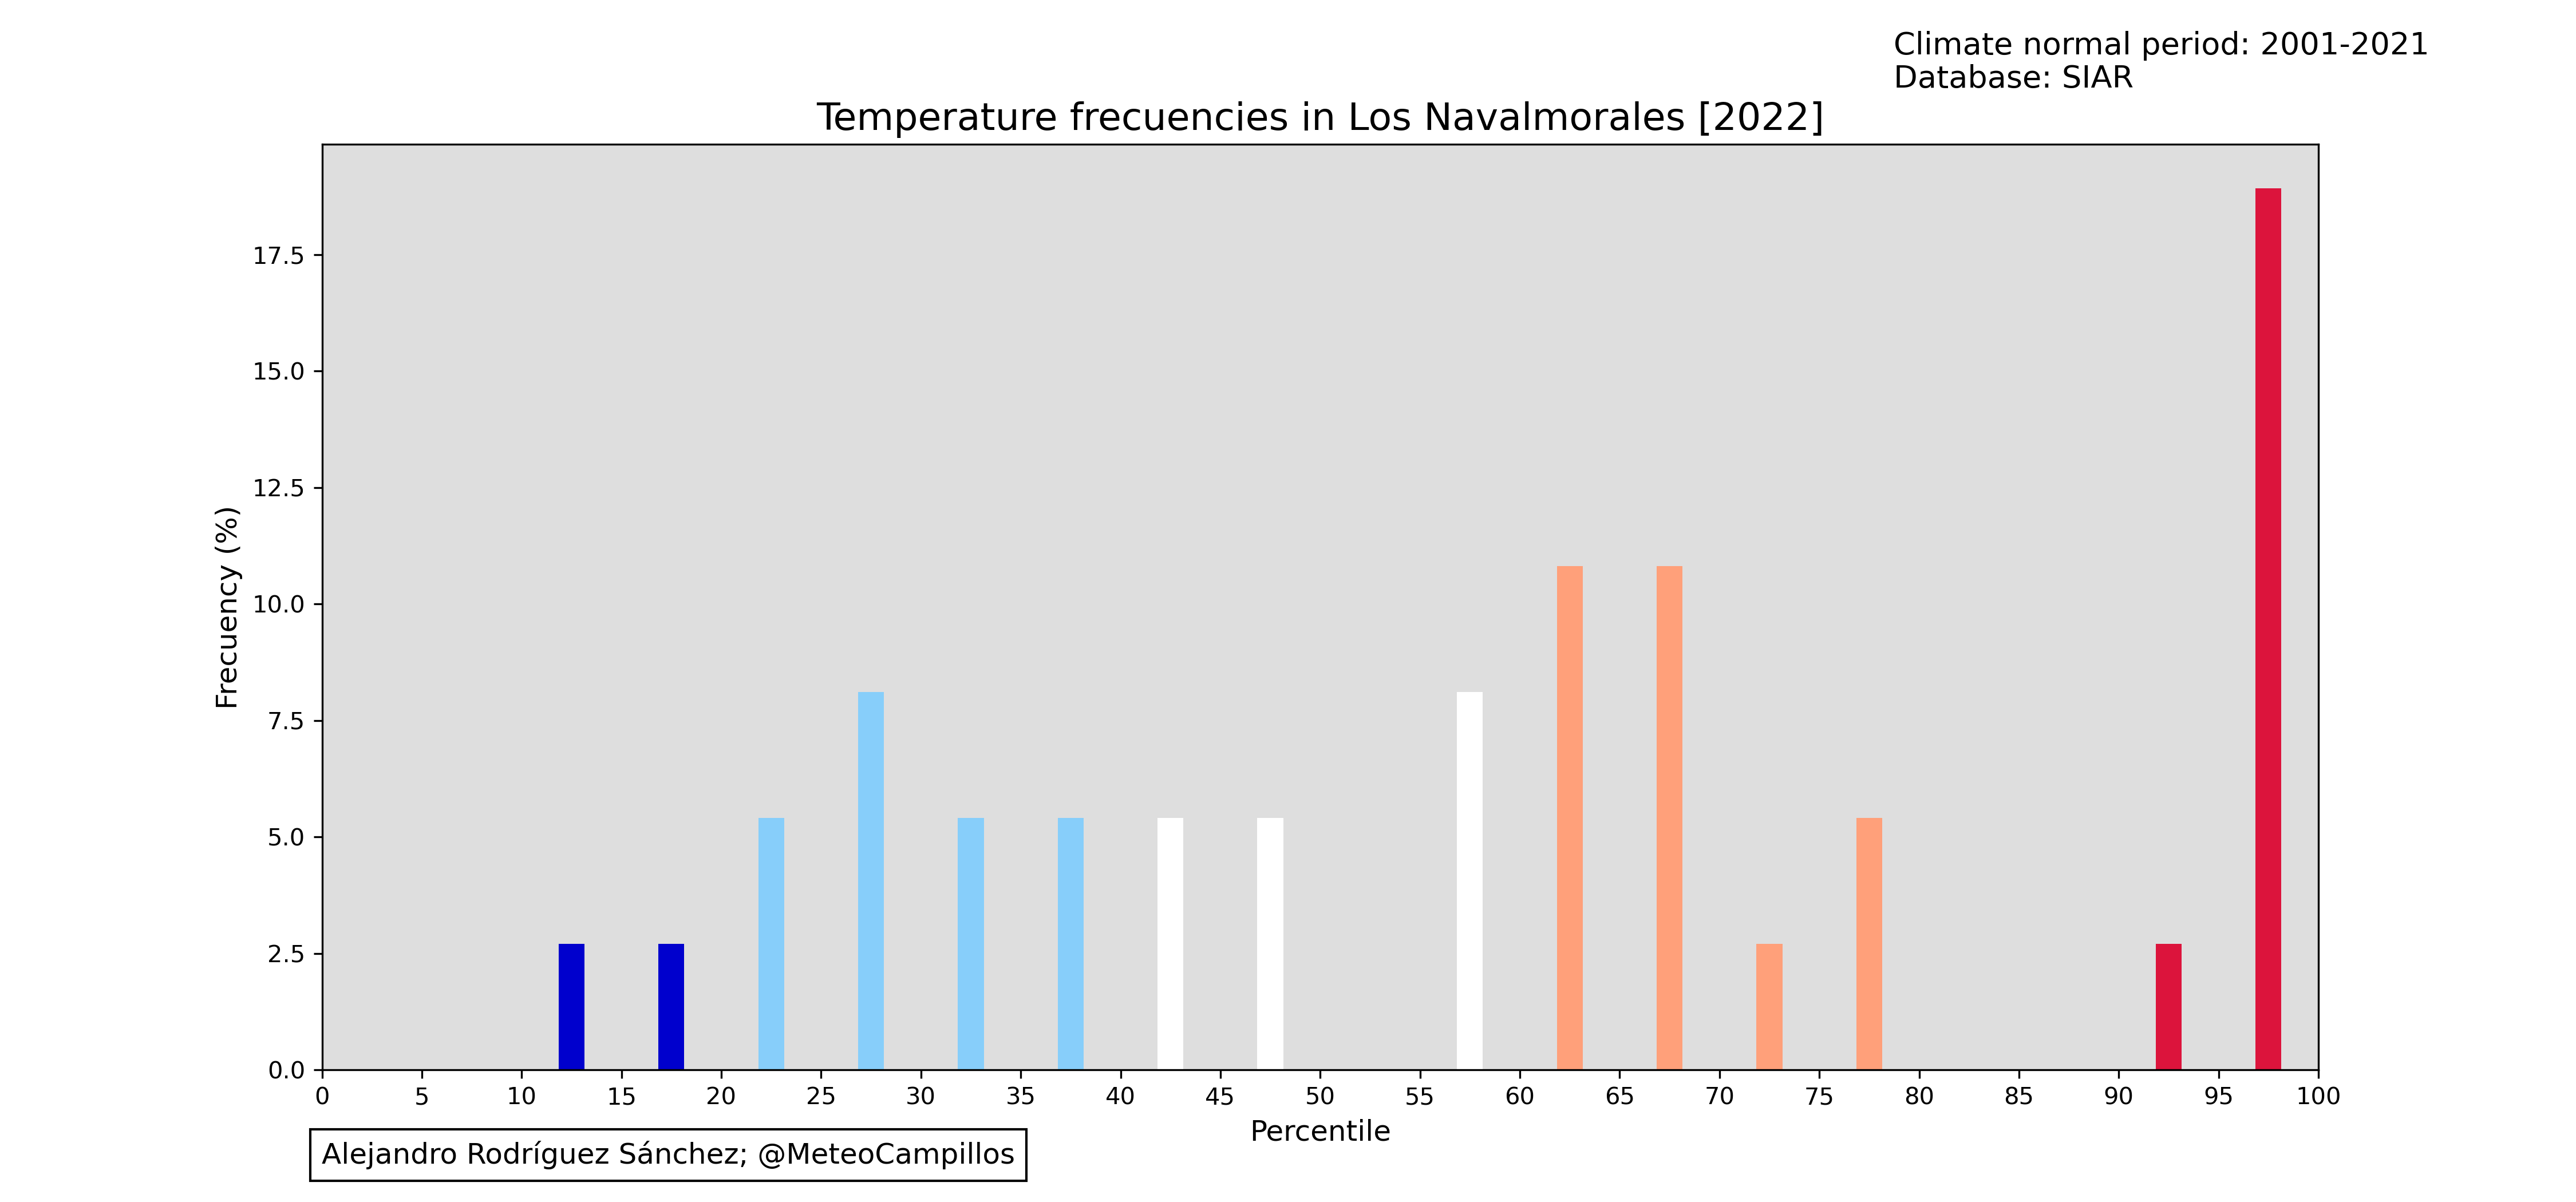 Climate normal period: 2001-2021
Database: SIAR
Temperature frecuencies in Los Navalmorales [2022]
Frecuency (%)
17.5
15.0
12.5
10.0
7.5
5.0
2.5
0.0
0 5 10 15 20 25 30 35 40 45 50 55 60 65 70 75 80 85 90 95 100
Percentile
Alejandro Rodríguez Sánchez; @MeteoCampillos